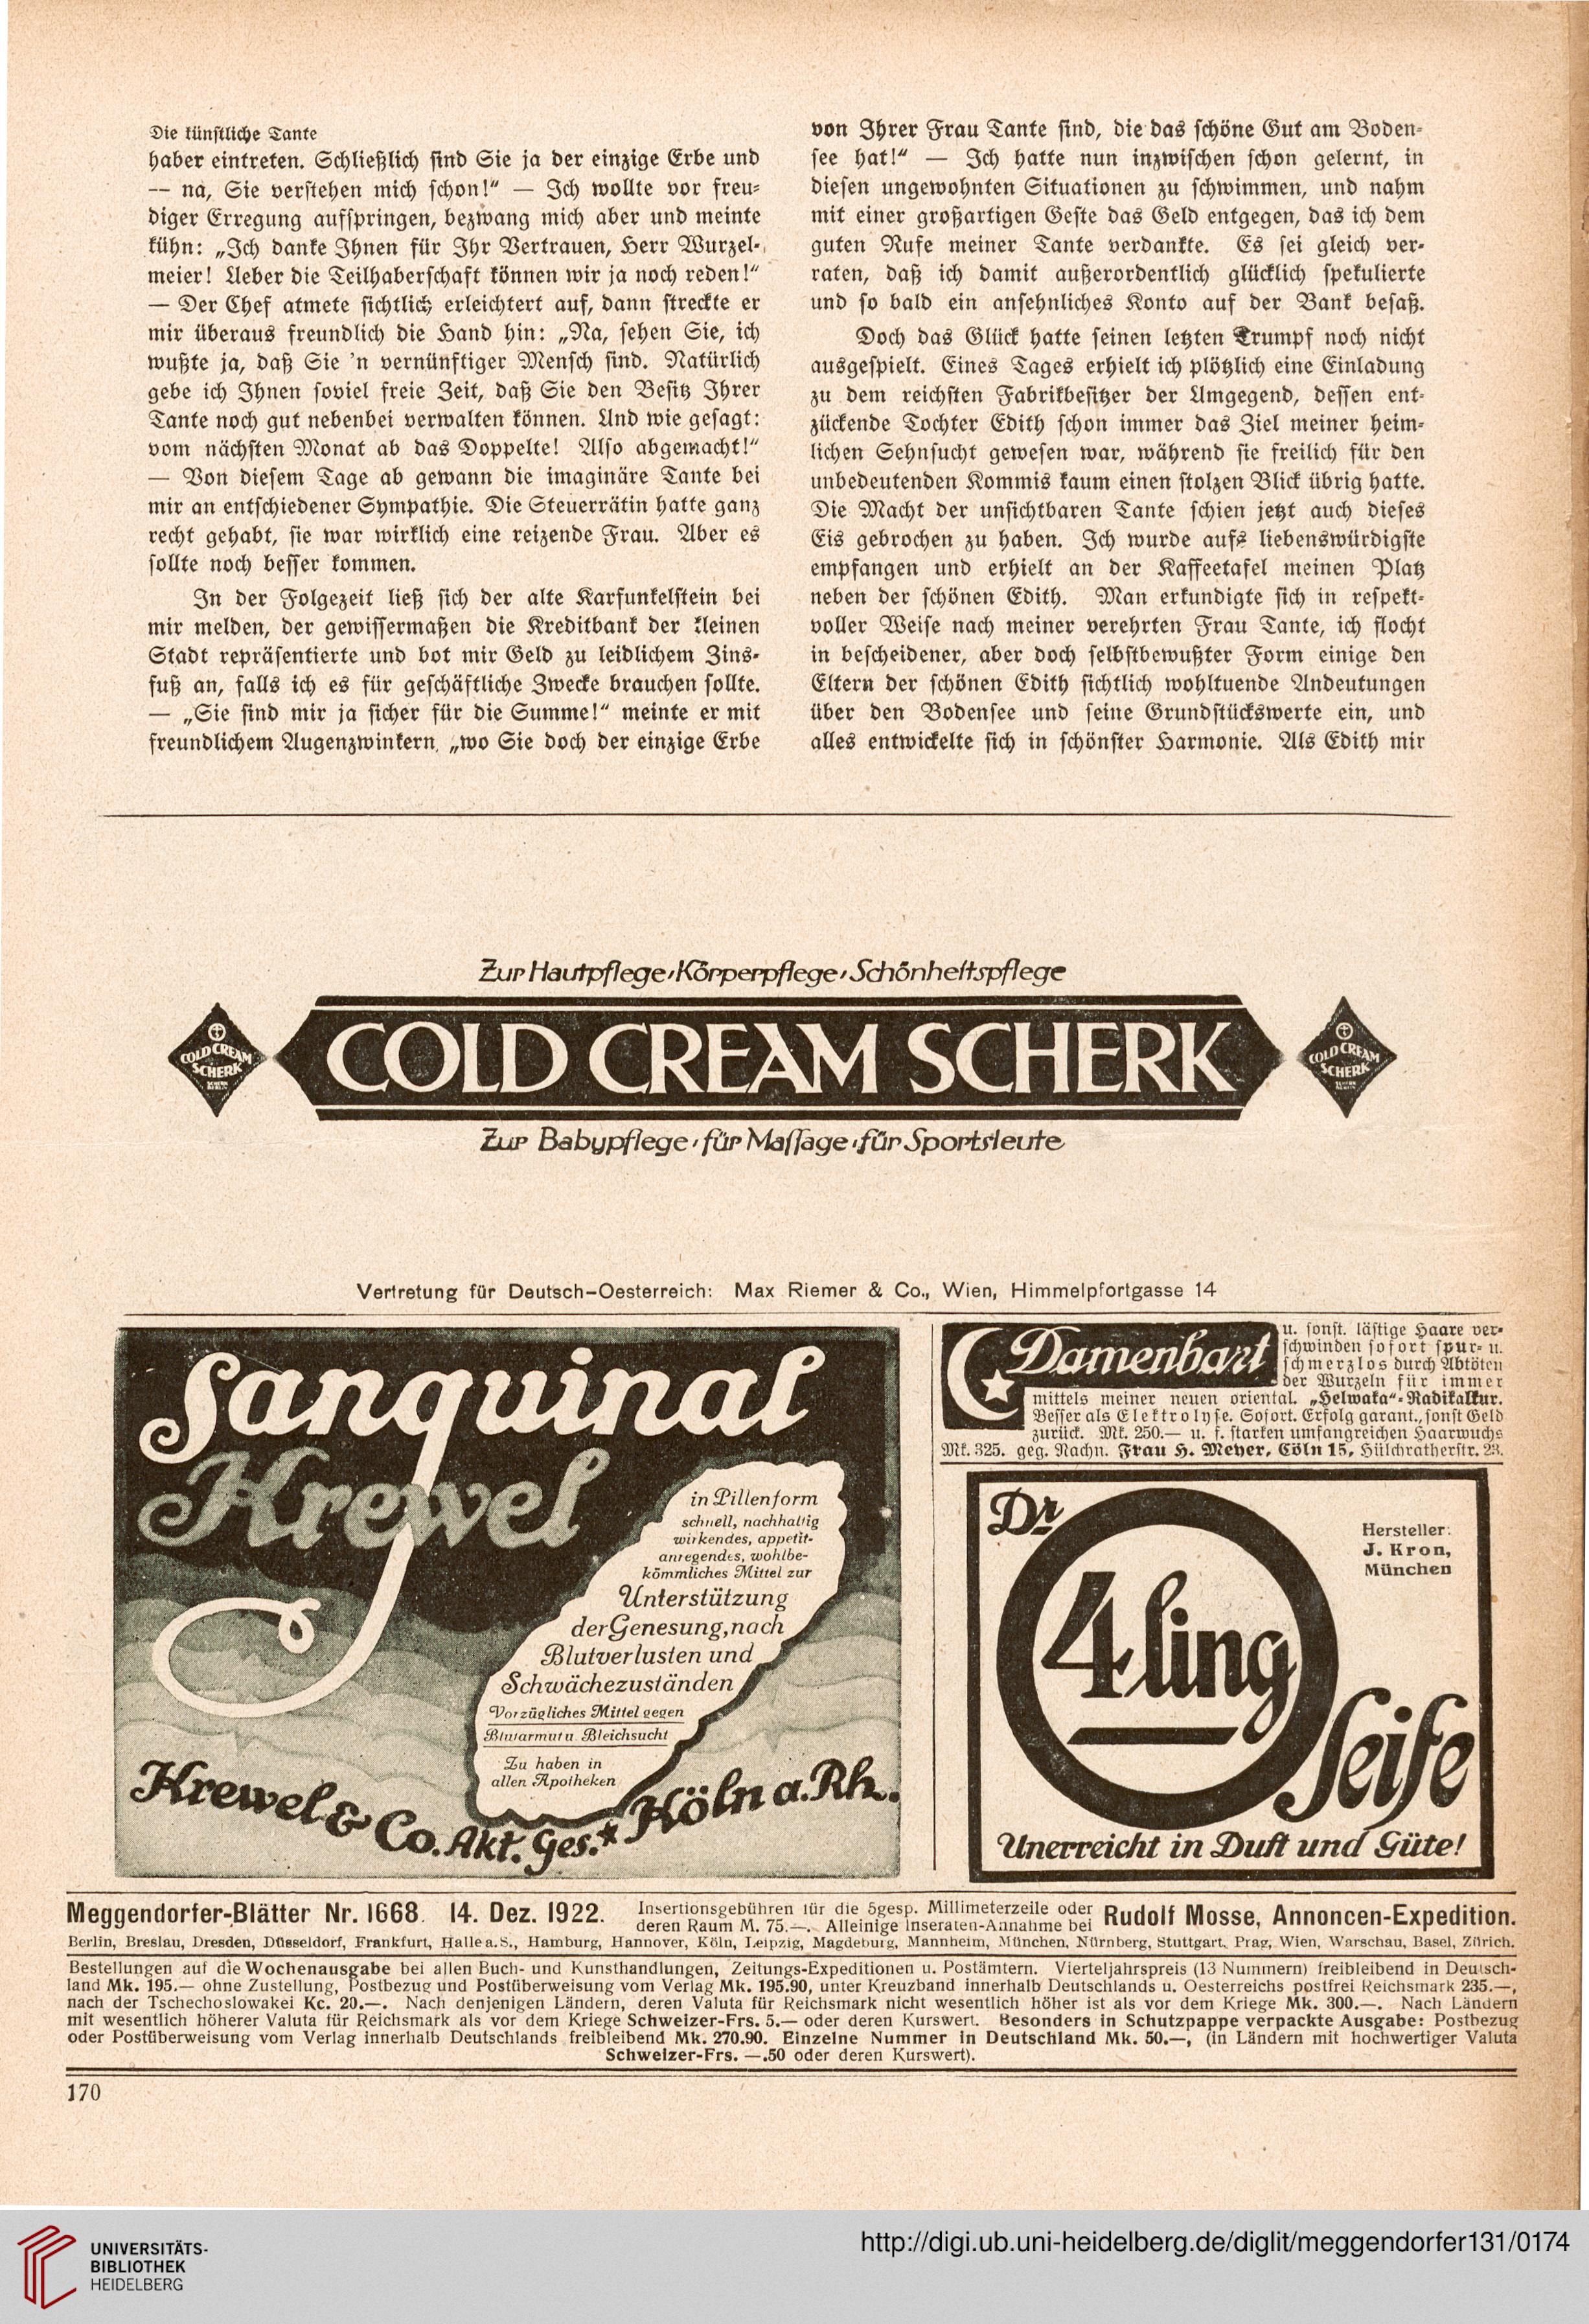 Die künstliche Tante
haber eintreten. Schließlich sind Sie ja der einzige Erbe und
— na, Sie verstehen mich schon!“ — Ich wollte vor freu-
diger Erregung aufspringen, bezwang mich aber und meinte
kühn: „Ich danke Ihnen für Ihr Vertrauen, Herr Wurzel-
meier! Ueber die Teilhaberschaft können wir ja noch reden!“
— Der Chef atmete sichtlich erleichtert auf, dann streckte er
mir überaus freundlich die Hand hin: „Na, sehen Sie, ich
wußte ja, daß Sie 'n vernünftiger Mensch sind. Natürlich
gebe ich Ihnen soviel freie Zeit, daß Sie den Besitz Ihrer
Tante noch gut nebenbei verwalten können. Und wie gesagt:
vom nächsten Monat ab das Doppelte! Also abgemacht!“
— Von diesem Tage ab gewann die imaginäre Tante bei
mir an entschiedener Sympathie. Die Steuerrätin hatte ganz
recht gehabt, sie war wirklich eine reizende Frau. Aber es
sollte noch besser kommen.
In der Folgezeit ließ sich der alte Karfunkelstein bei
mir melden, der gewissermaßen die Kreditbank der kleinen
Stadt repräsentierte und bot mir Geld zu leidlichem Zins-
fuß an, falls ich es für geschäftliche Zwecke brauchen sollte.
— „Sie sind mir ja sicher für die Summe!“ meinte er mit
freundlichem Augenzwinkern, „wo Sie doch der einzige Erbe
von Ihrer Frau Tante sind, die das schöne Gut am Boden-
see hat!“ — Ich hatte nun inzwischen schon gelernt, in
diesen ungewohnten Situationen zu schwimmen, und nahm
mit einer großartigen Geste das Geld entgegen, das ich dem
guten Rufe meiner Tante verdankte. Es sei gleich ver-
raten, daß ich damit außerordentlich glücklich spekulierte
und so bald ein ansehnliches Konto auf der Bank besaß.
Doch das Glück hatte seinen letzten Trumpf noch nicht
ausgespielt. Eines Tages erhielt ich plötzlich eine Einladung
zu dem reichsten Fabrikbesitzer der Umgegend, dessen ent-
zückende Tochter Edith schon immer das Ziel meiner heim-
lichen Sehnsucht gewesen war, während sie freilich für den
unbedeutenden Kommis kaum einen stolzen Blick übrig hatte.
Die Macht der unsichtbaren Tante schien jetzt auch dieses
Eis gebrochen zu haben. Ich wurde aufs liebenswürdigste
empfangen und erhielt an der Kaffeetafel meinen Platz
neben der schönen Edith. Man erkundigte sich in respekt-
voller Weise nach meiner verehrten Frau Tante, ich flocht
in bescheidener, aber doch selbstbewußter Form einige den
Eltern der schönen Edith sichtlich wohltuende Andeutungen
über den Bodensee und seine Grundstückswerte ein, und
alles entwickelte sich in schönster Harmonie. Als Edith mir
Zur Hautpflege, Körperpflege, Schönheitspflege
COLD CREAM
SCHERK
COLD CREAM SCHERK
COLD CREAM
SCHERK
Zur Babypflege, für Massage, für Sportsleute
Vertretung für Deutsch-Oesterreich: Max Riemer & Co., Wien, Himmelpfortgasse 14
Sanguinal
Krewel
in Pillenform
schnell, nachhaltig
wirkendes, appetit-
anregendes, wohlbe-
kömmliches Mittel zur
Unterstützung
der Genesung, nach
Blutverlusten und
Schwächezuständen
Vorzügliches Mittel gegen
Blutarmut u. Bleichsucht
Zu haben in
allen Apotheken
Krewel & Co. Akt. Ges.* Köln a. Rh.
Damenbart
u. sonst. lästige Haare ver-
schwinden sofort spur- u.
schmerzlos durch Abtöten
der Wurzeln für immer
mittels meiner neuen oriental. „Helwaka“-Radikalkur.
Besser als Elektrolyse. Sofort. Erfolg garant., sonst Geld
zurück. Mk. 250.— u. f. starken umfangreichen Haarwuchs
Mk. 325. geg. Nachn. Frau H. Meyer, Cöln 15, Hülchratherstr. 23.
Dr
4ling
Seife
Hersteller:
J. Kron,
München
Unerreicht in Duft und Güte!
Meggendorfer-Blätter Nr. 1668. 14. Dez. 1922.
Insertionsgebühren für die 5gesp. Millimeterzeile oder
deren Raum M. 75.—. Alleinige Inseraten-Annahme bei
Rudolf Mosse, Annoncen-Expedition.
Berlin, Breslau, Dresden, Düsseldorf, Frankfurt, Halle a. S., Hamburg, Hannover, Köln, Leipzig, Magdeburg, Mannheim, München, Nürnberg, Stuttgart, Prag, Wien, Warschau, Basel, Zürich.
Bestellungen auf die Wochenausgabe bei allen Buch- und Kunsthandlungen, Zeitungs-Expeditionen u. Postämtern. Vierteljahrspreis (13 Nummern) freibleibend in Deutsch-
land Mk. 195.— ohne Zustellung, Postbezug und Postüberweisung vom Verlag Mk. 195.90, unter Kreuzband innerhalb Deutschlands u. Oesterreichs postfrei Reichsmark 235.—,
nach der Tschechoslowakei Kc. 20.—. Nach denjenigen Ländern, deren Valuta für Reichsmark nicht wesentlich höher ist als vor dem Kriege Mk. 300.—. Nach Ländern
mit wesentlich höherer Valuta für Reichsmark als vor dem Kriege Schweizer-Frs. 5.— oder deren Kurswert. Besonders in Schutzpappe verpackte Ausgabe: Postbezug
oder Postüberweisung vom Verlag innerhalb Deutschlands freibleibend Mk. 270.90. Einzelne Nummer in Deutschland Mk. 50.—, (in Ländern mit hochwertiger Valuta
Schweizer-Frs. —.50 oder deren Kurswert).
170
UNIVERSITÄTS-
BIBLIOTHEK
HEIDELBERG
http://digi.ub.uni-heidelberg.de/diglit/meggendorfer131/0174